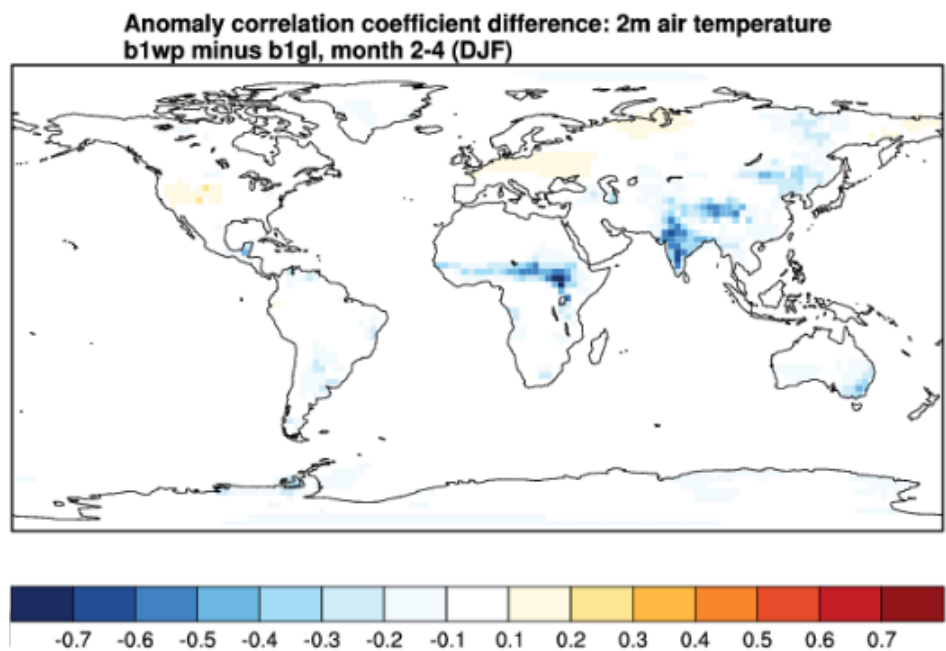 Anomaly correlation coefficient difference: 2m air temperature
b1wp minus b1gl, month 2-4 (DJF)
-0.7 -0.6 -0.5 -0.4 -0.3 -0.2 -0.1 0.1 0.2 0.3 0.4 0.5 0.6 0.7